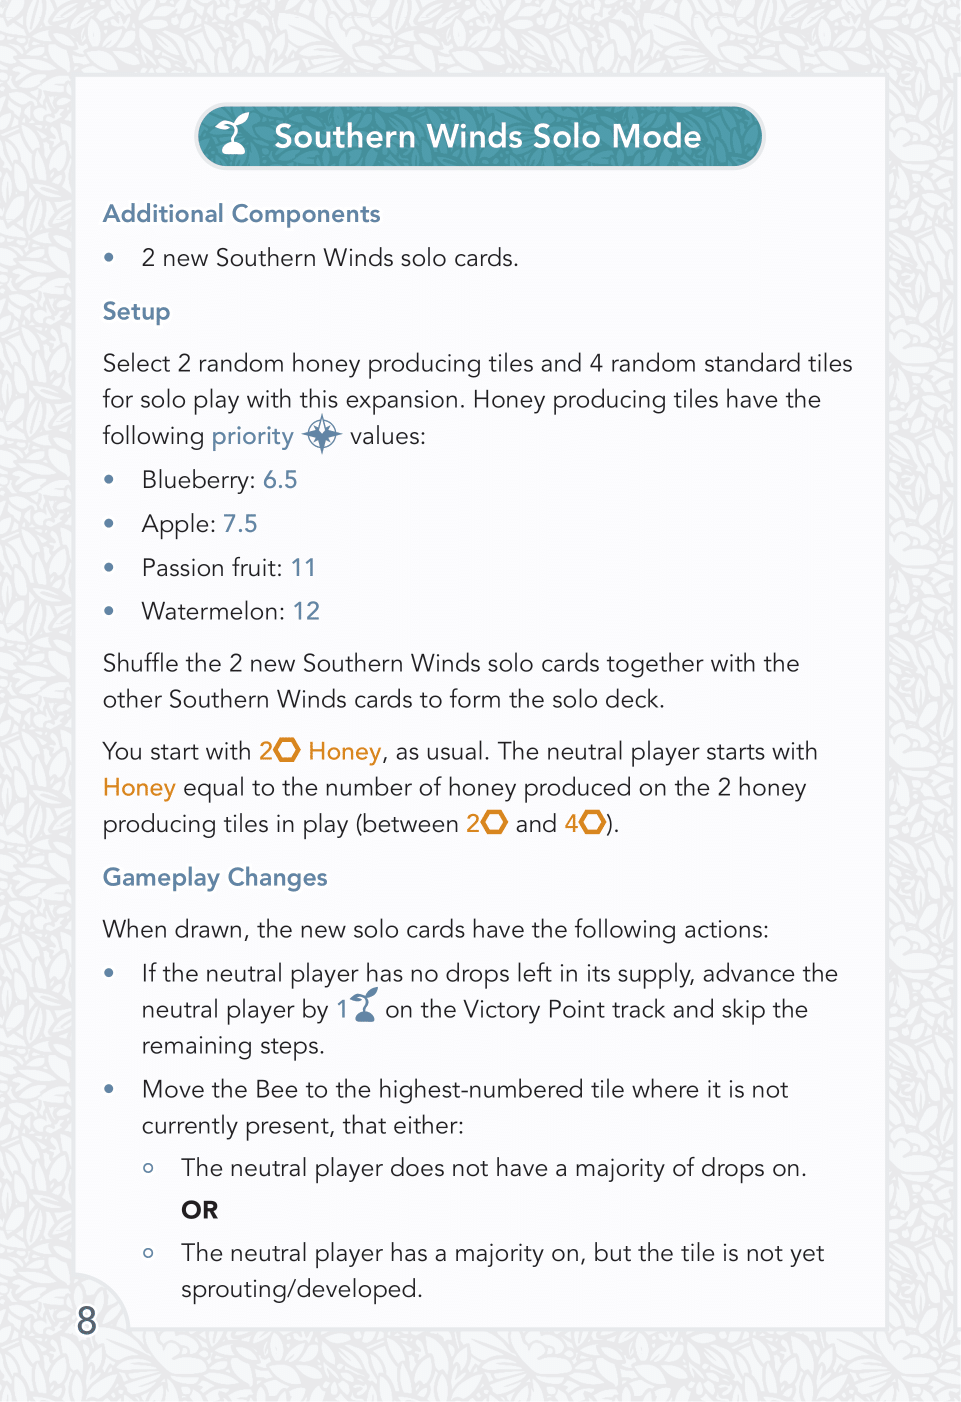 Southern Winds Solo Mode
Additional Components
• 2 new Southern Winds solo cards.
Setup
Select 2 random honey producing tiles and 4 random standard tiles
for solo play with this expansion. Honey producing tiles have the
following priority values:
• Blueberry: 6.5
• Apple: 7.5
• Passion fruit: 11
• Watermelon: 12
Shuffle the 2 new Southern Winds solo cards together with the
other Southern Winds cards to form the solo deck.
You start with 2 Honey, as usual. The neutral player starts with
Honey equal to the number of honey produced on the 2 honey
producing tiles in play (between 2 and 4).
Gameplay Changes
When drawn, the new solo cards have the following actions:
• If the neutral player has no drops left in its supply, advance the
neutral player by 1 on the Victory Point track and skip the
remaining steps.
• Move the Bee to the highest-numbered tile where it is not
currently present, that either:
○ The neutral player does not have a majority of drops on.
OR
○ The neutral player has a majority on, but the tile is not yet
sprouting/developed.
8